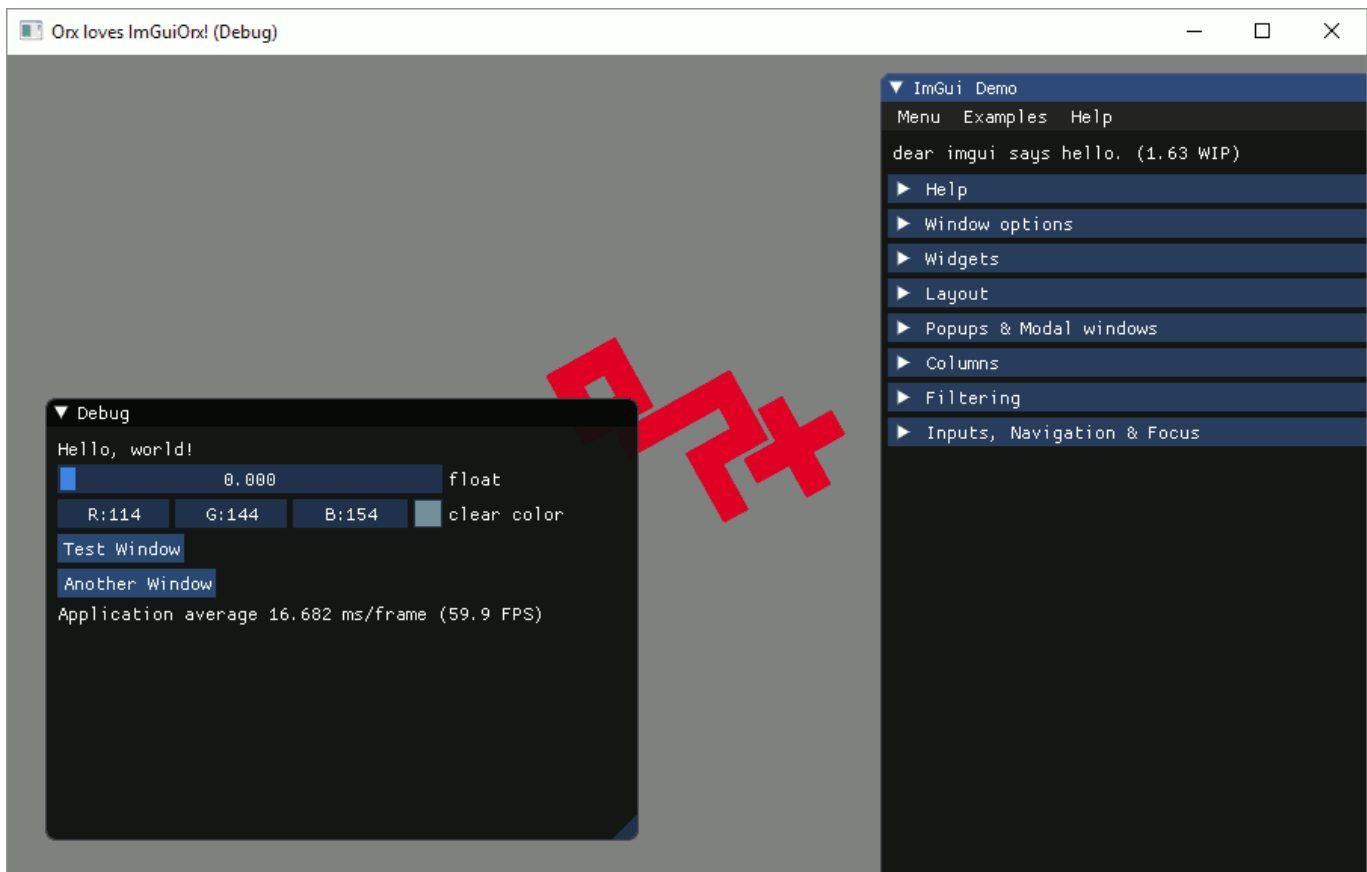 Orx loves ImGuiOrx! (Debug)
ImGui Demo
Menu Examples Help
dear imgui says hello. (1.63 WIP)
Help
Window options
Widgets
Layout
Popups & Modal windows
Columns
Filtering
Inputs, Navigation & Focus
Debug
Hello, world!
0.000 float
R:114 G:144 B:154 clear color
Test Window
Another Window
Application average 16.682 ms/frame (59.9 FPS)